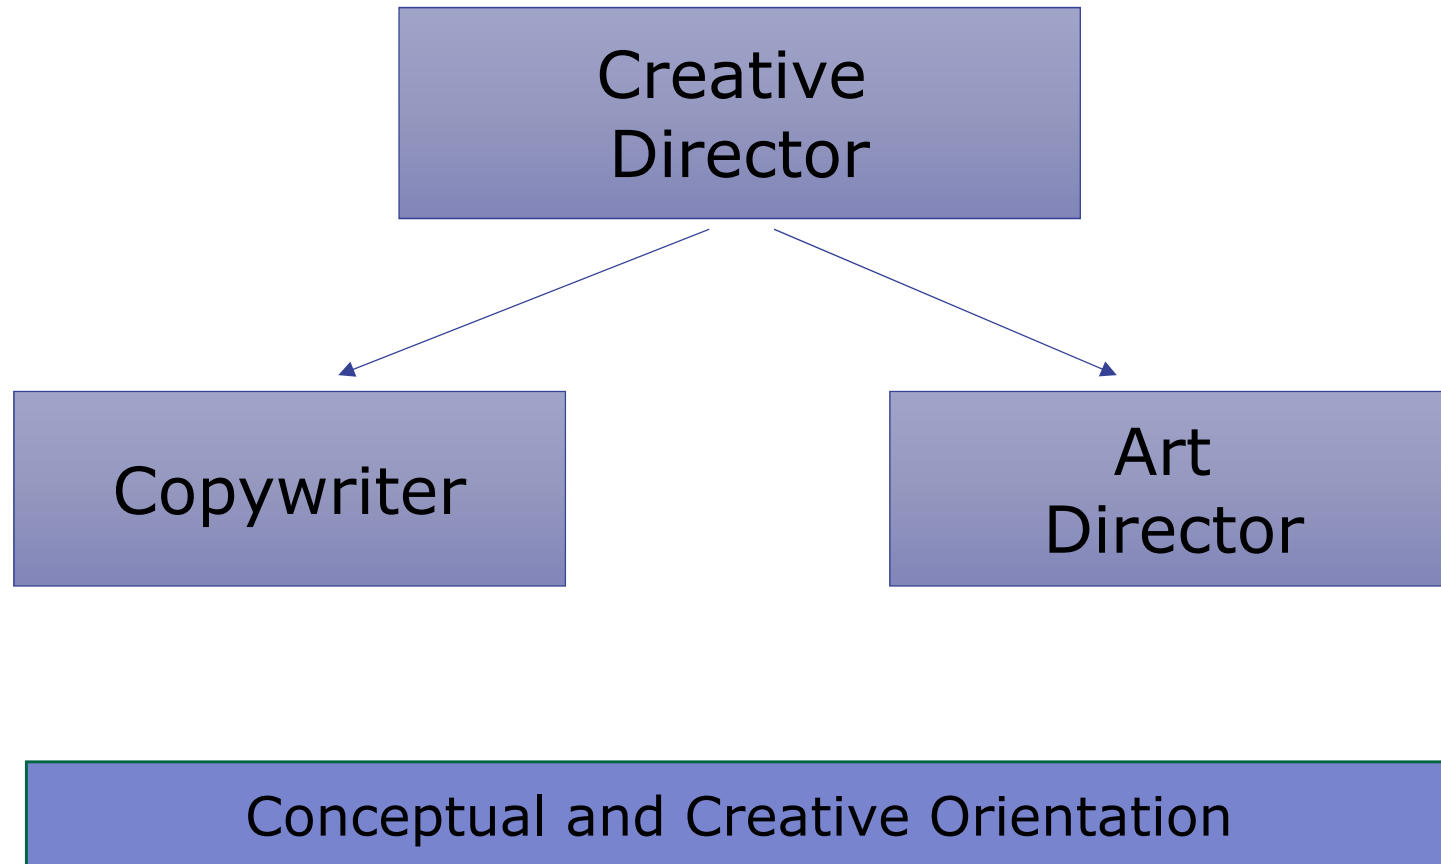 Creative
Director
Copywriter
Art
Director
Conceptual and Creative Orientation